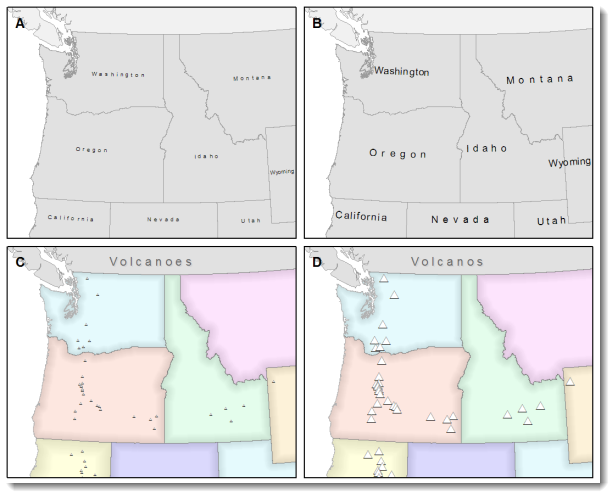 A
Washington
Montana
Oregon
Idaho
Wyoming
California
Nevada
Utah
B
Washington
Montana
Oregon
Idaho
Wyoming
California
Nevada
Utah
C
Volcanoes
D
Volcanos